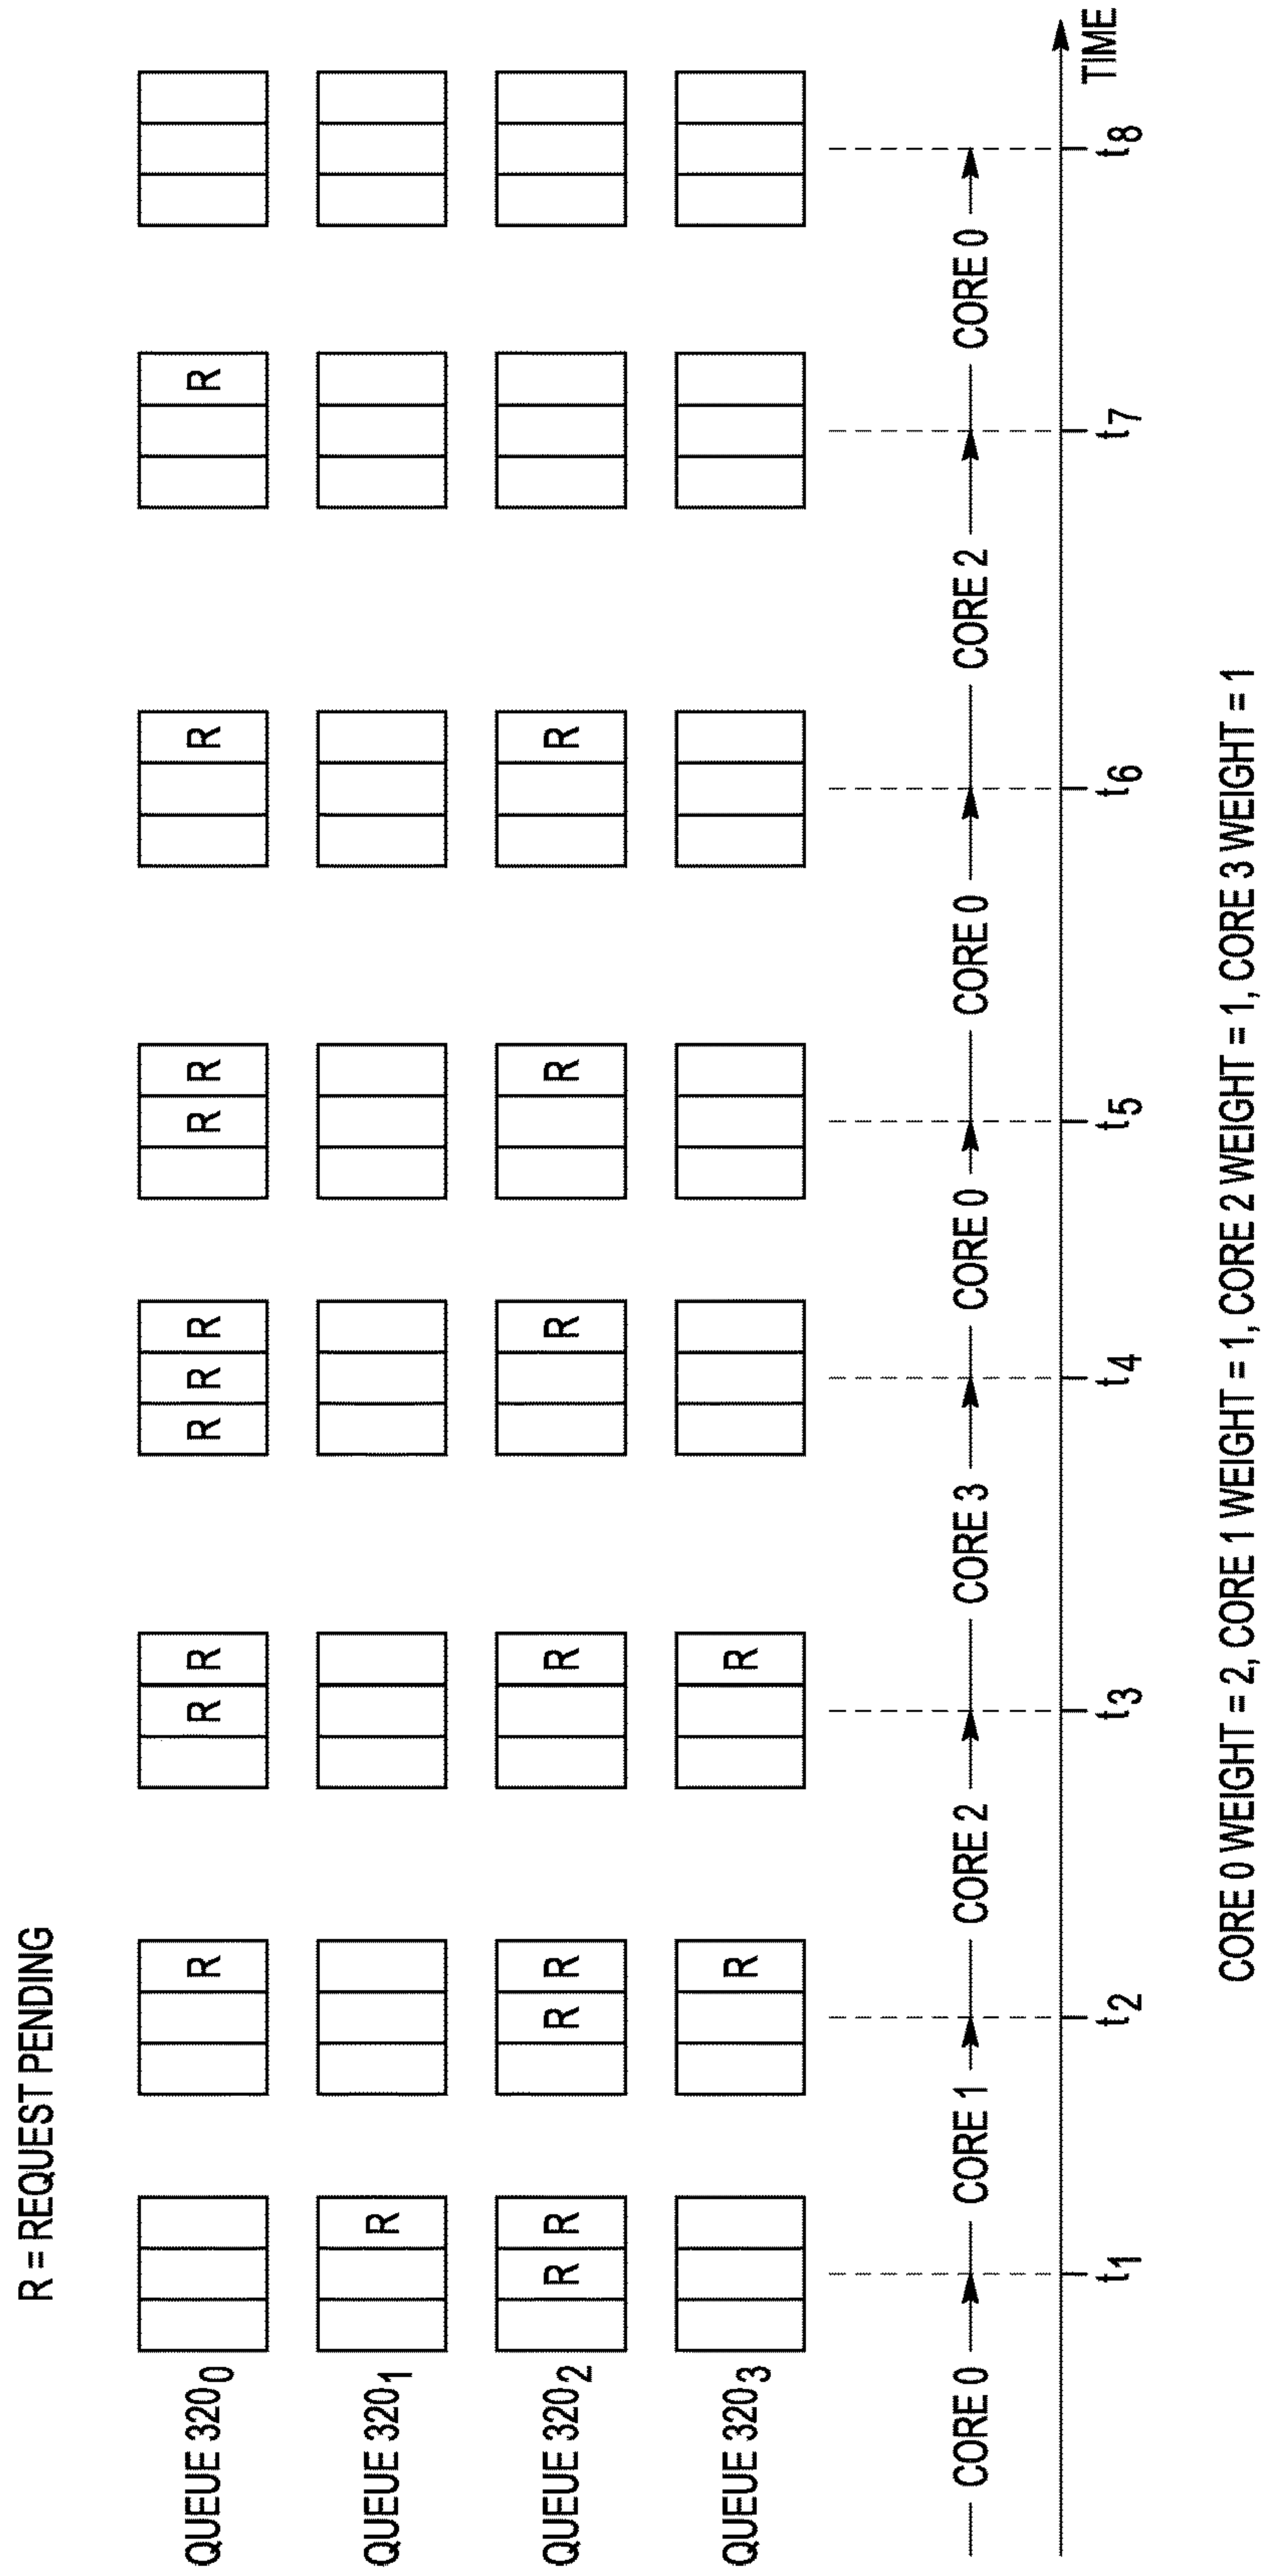 R = REQUEST PENDING
QUEUE 320₀ R R R R R R R R R R
QUEUE 320₁ R
QUEUE 320₂ R R R R R R R R
QUEUE 320₃ R R
CORE 0 CORE 1 CORE 2 CORE 3 CORE 0 CORE 0 CORE 2 CORE 0
t₁ t₂ t₃ t₄ t₅ t₆ t₇ t₈ TIME
CORE 0 WEIGHT = 2, CORE 1 WEIGHT = 1, CORE 2 WEIGHT = 1, CORE 3 WEIGHT = 1